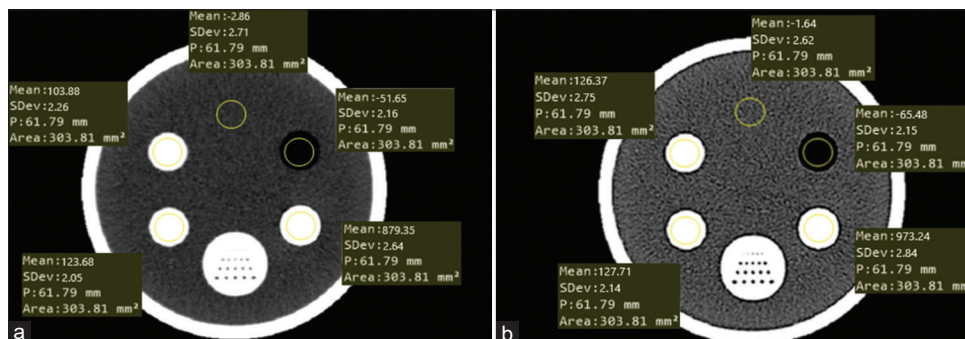 Mean:-2.86
SDev:2.71
P:61.79 mm
Area:303.81 mm²
Mean:103.88
SDev:2.26
P:61.79 mm
Area:303.81 mm²
Mean:-51.65
SDev:2.16
P:61.79 mm
Area:303.81 mm²
Mean:123.68
SDev:2.05
P:61.79 mm
Area:303.81 mm²
Mean:879.35
SDev:2.64
P:61.79 mm
Area:303.81 mm²
a
Mean:-1.64
SDev:2.62
P:61.79 mm
Area:303.81 mm²
Mean:126.37
SDev:2.75
P:61.79 mm
Area:303.81 mm²
Mean:-65.48
SDev:2.15
P:61.79 mm
Area:303.81 mm²
Mean:127.71
SDev:2.14
P:61.79 mm
Area:303.81 mm²
Mean:973.24
SDev:2.84
P:61.79 mm
Area:303.81 mm²
b